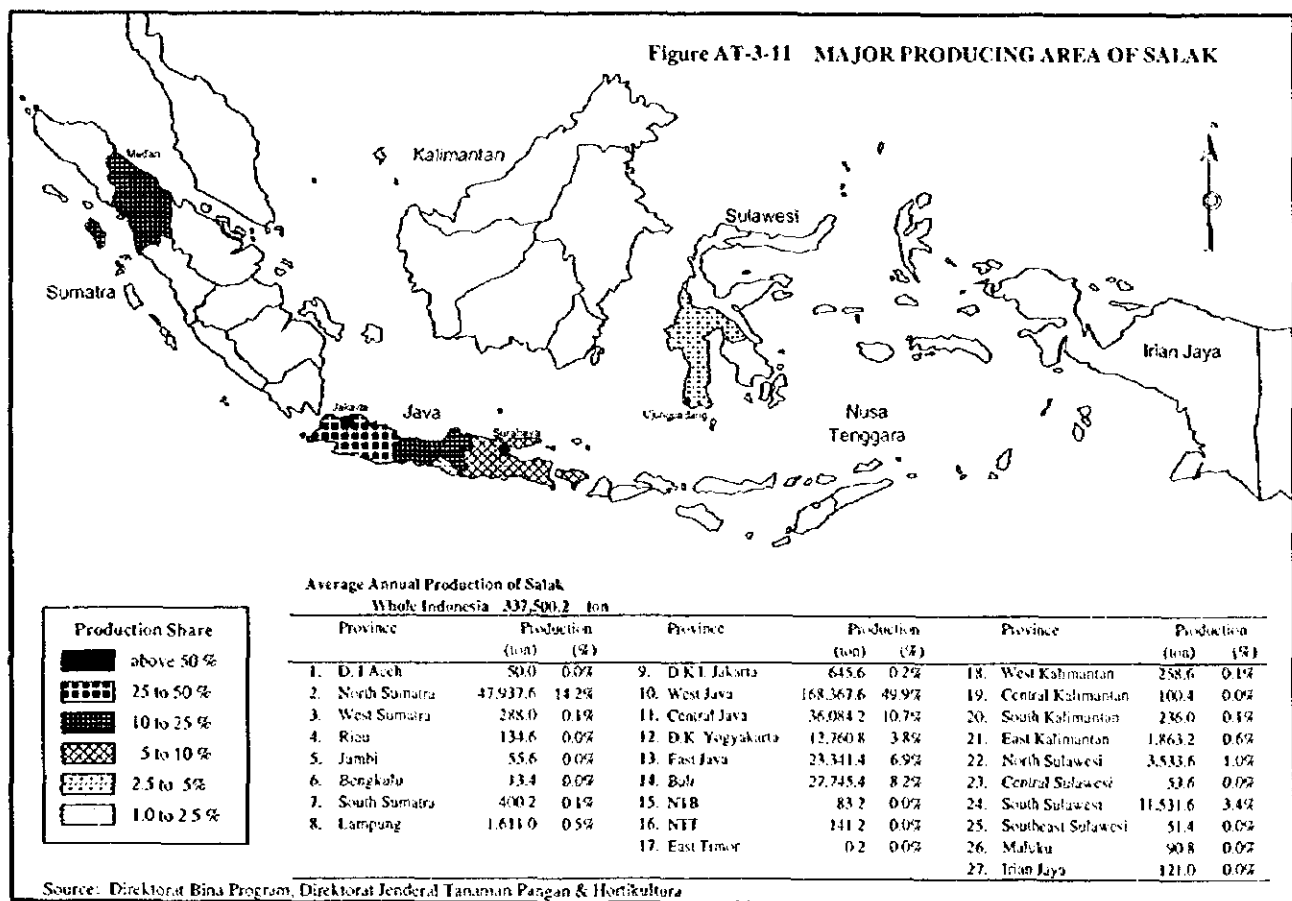 Figure AT-3-11 MAJOR PRODUCING AREA OF SALAK
Medan
Kalimantan
Sulawesi
Sumatra
Irian Jaya
Jakarta
Java
Surabaya
Ujungpadang
Nusa
Tenggara
Average Annual Production of Salak
Whole Indonesia 337,500.2 ton
Province Production Province Production Province Production
(ton) (%) (ton) (%) (ton) (%)
1. D. I Aceh 50.0 0.0% 9. D.K.I. Jakarta 645.6 0.2% 18. West Kalimantan 258.6 0.1%
2. North Sumatra 47,937.6 14.2% 10. West Java 168,367.6 49.9% 19. Central Kalimantan 100.4 0.0%
3. West Sumatra 288.0 0.1% 11. Central Java 36,084.2 10.7% 20. South Kalimantan 236.0 0.1%
4. Riau 134.6 0.0% 12. D.K. Yogyakarta 12,760.8 3.8% 21. East Kalimantan 1,863.2 0.6%
5. Jambi 55.6 0.0% 13. East Java 23,341.4 6.9% 22. North Sulawesi 3,533.6 1.0%
6. Bengkulu 13.4 0.0% 14. Bali 27,745.4 8.2% 23. Central Sulawesi 53.6 0.0%
7. South Sumatra 400.2 0.1% 15. NTB 83.2 0.0% 24. South Sulawesi 11,531.6 3.4%
8. Lampung 1,611.0 0.5% 16. NTT 141.2 0.0% 25. Southeast Sulawesi 51.4 0.0%
17. East Timor 0.2 0.0% 26. Maluku 90.8 0.0%
27. Irian Jaya 121.0 0.0%
Production Share
above 50 %
25 to 50 %
10 to 25 %
5 to 10 %
2.5 to 5%
1.0 to 2.5 %
Source: Direktorat Bina Program, Direktorat Jenderal Tanaman Pangan & Hortikultura